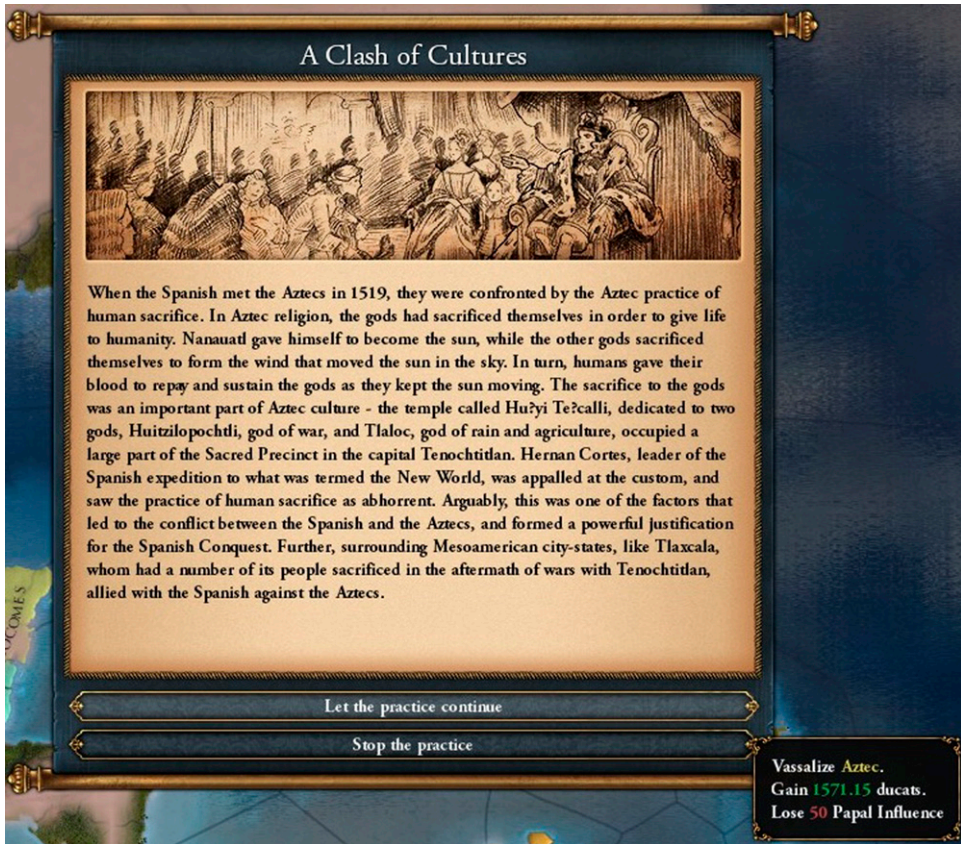 A Clash of Cultures
When the Spanish met the Aztecs in 1519, they were confronted by the Aztec practice of
human sacrifice. In Aztec religion, the gods had sacrificed themselves in order to give life
to humanity. Nanauatl gave himself to become the sun, while the other gods sacrificed
themselves to form the wind that moved the sun in the sky. In turn, humans gave their
blood to repay and sustain the gods as they kept the sun moving. The sacrifice to the gods
was an important part of Aztec culture - the temple called Hu?yi Te?calli, dedicated to two
gods, Huitzilopochtli, god of war, and Tlaloc, god of rain and agriculture, occupied a
large part of the Sacred Precinct in the capital Tenochtitlan. Hernan Cortes, leader of the
Spanish expedition to what was termed the New World, was appalled at the custom, and
saw the practice of human sacrifice as abhorrent. Arguably, this was one of the factors that
led to the conflict between the Spanish and the Aztecs, and formed a powerful justification
for the Spanish Conquest. Further, surrounding Mesoamerican city-states, like Tlaxcala,
whom had a number of its people sacrificed in the aftermath of wars with Tenochtitlan,
allied with the Spanish against the Aztecs.
Let the practice continue
Stop the practice
Vassalize Aztec.
Gain 1571.15 ducats.
Lose 50 Papal Influence